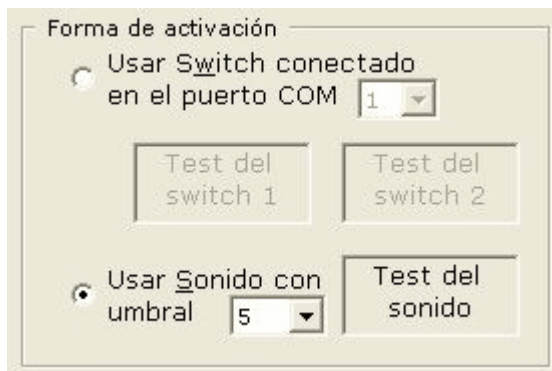 Forma de activación
Usar Switch conectado
en el puerto COM 1
Test del
switch 1
Test del
switch 2
Usar Sonido con
umbral 5
Test del
sonido